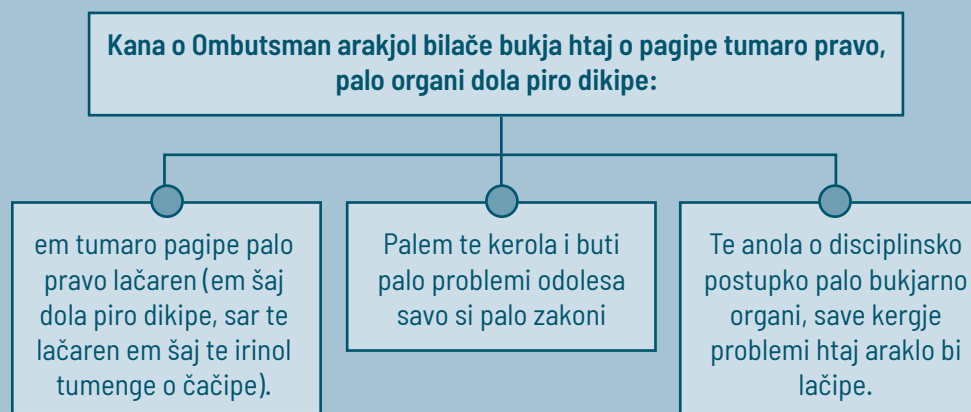 Kana o Ombutsman arakjol bilače bukja htaj o pagipe tumaro pravo,
palo organi dola piro dikipe:
em tumaro pagipe palo
pravo lačaren (em šaj
dola piro dikipe, sar te
lačaren em šaj te irinol
tumenge o čačipe).
Palem te kerola i buti
palo problemi odolesa
savo si palo zakoni
Te anola o disciplinsko
postupko palo bukjarno
organi, save kergje
problemi htaj araklo bi
lačipe.